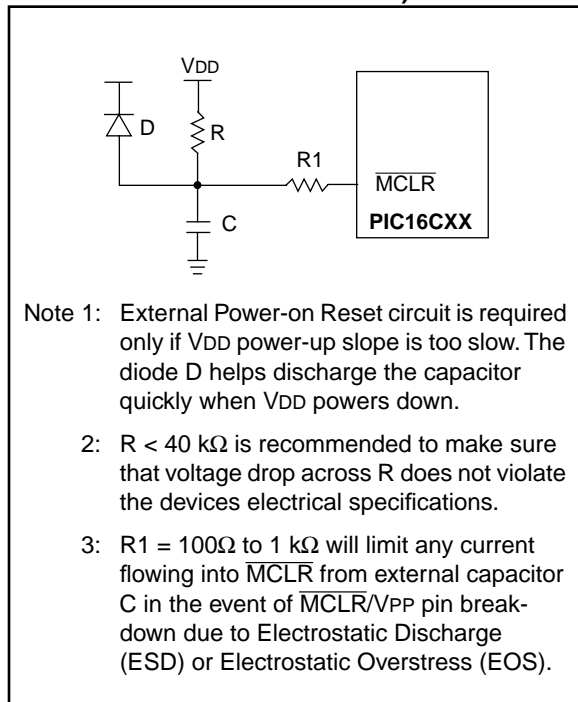 VDD
D
R
R1
MCLR
PIC16CXX
C
Note 1: External Power-on Reset circuit is required
only if VDD power-up slope is too slow. The
diode D helps discharge the capacitor
quickly when VDD powers down.
2: R < 40 kΩ is recommended to make sure
that voltage drop across R does not violate
the devices electrical specifications.
3: R1 = 100Ω to 1 kΩ will limit any current
flowing into MCLR from external capacitor
C in the event of MCLR/VPP pin break-
down due to Electrostatic Discharge
(ESD) or Electrostatic Overstress (EOS).